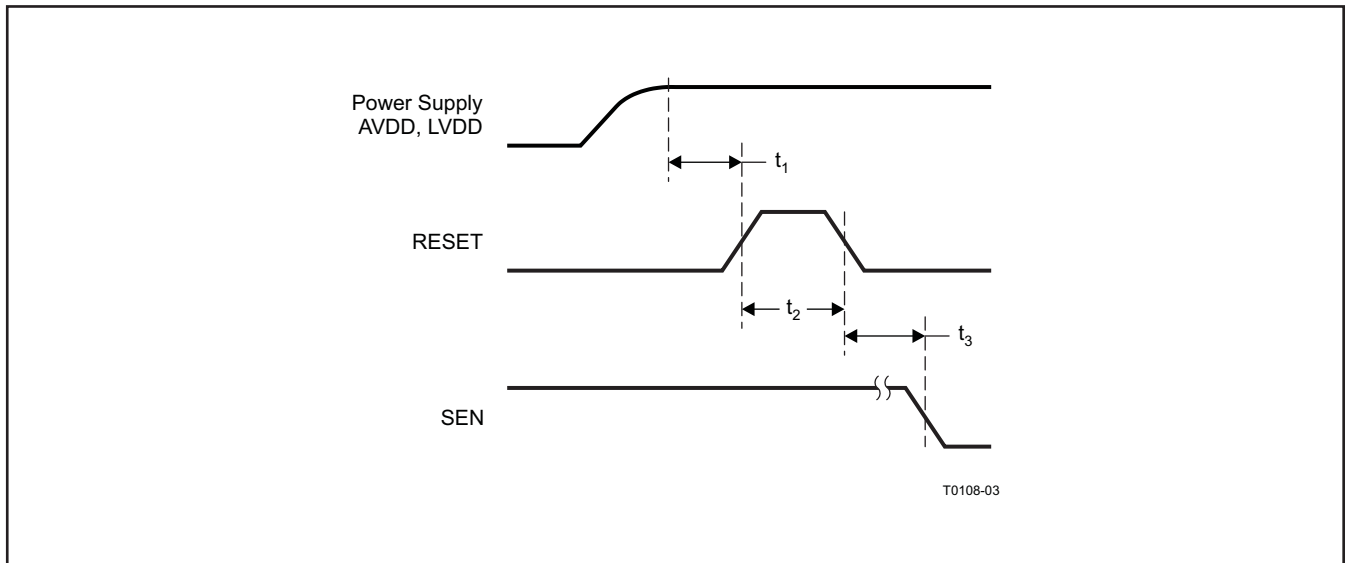 Power Supply
AVDD, LVDD
t₁
RESET
t₂
t₃
SEN
T0108-03